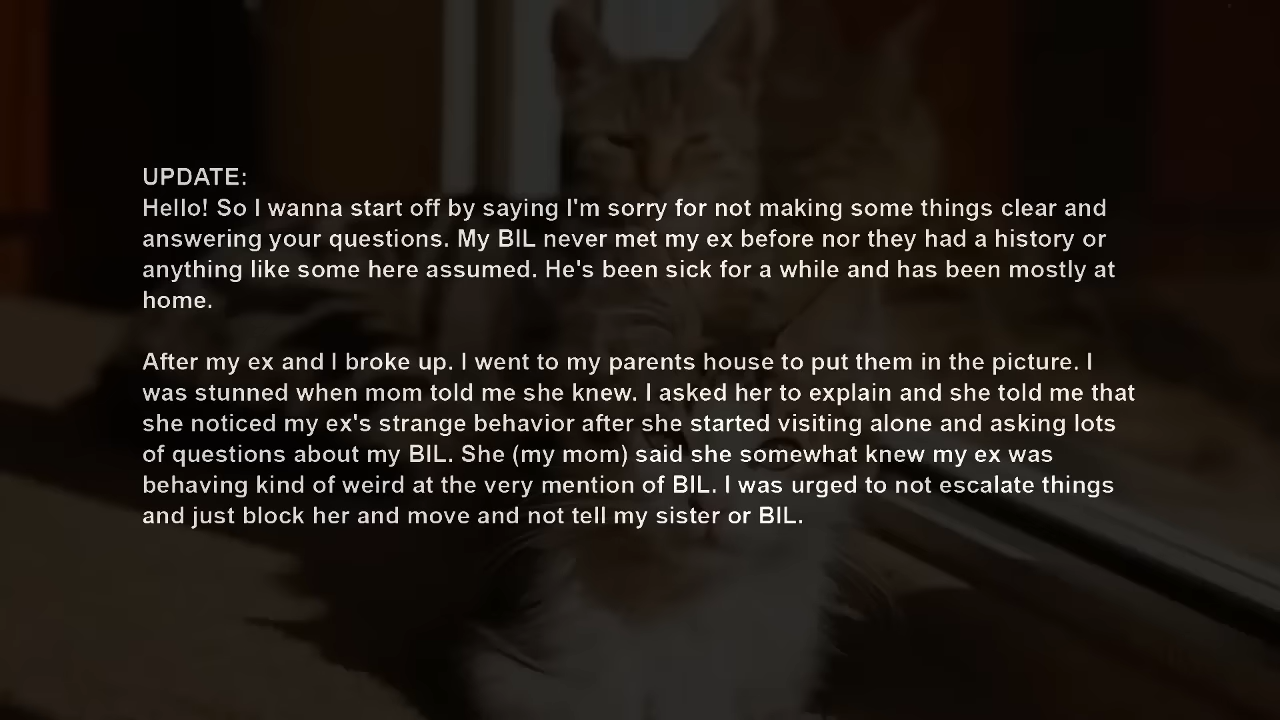 UPDATE:
Hello! So I wanna start off by saying I'm sorry for not making some things clear and
answering your questions. My BIL never met my ex before nor they had a history or
anything like some here assumed. He's been sick for a while and has been mostly at
home.
After my ex and I broke up. I went to my parents house to put them in the picture. I
was stunned when mom told me she knew. I asked her to explain and she told me that
she noticed my ex's strange behavior after she started visiting alone and asking lots
of questions about my BIL. She (my mom) said she somewhat knew my ex was
behaving kind of weird at the very mention of BIL. I was urged to not escalate things
and just block her and move and not tell my sister or BIL.